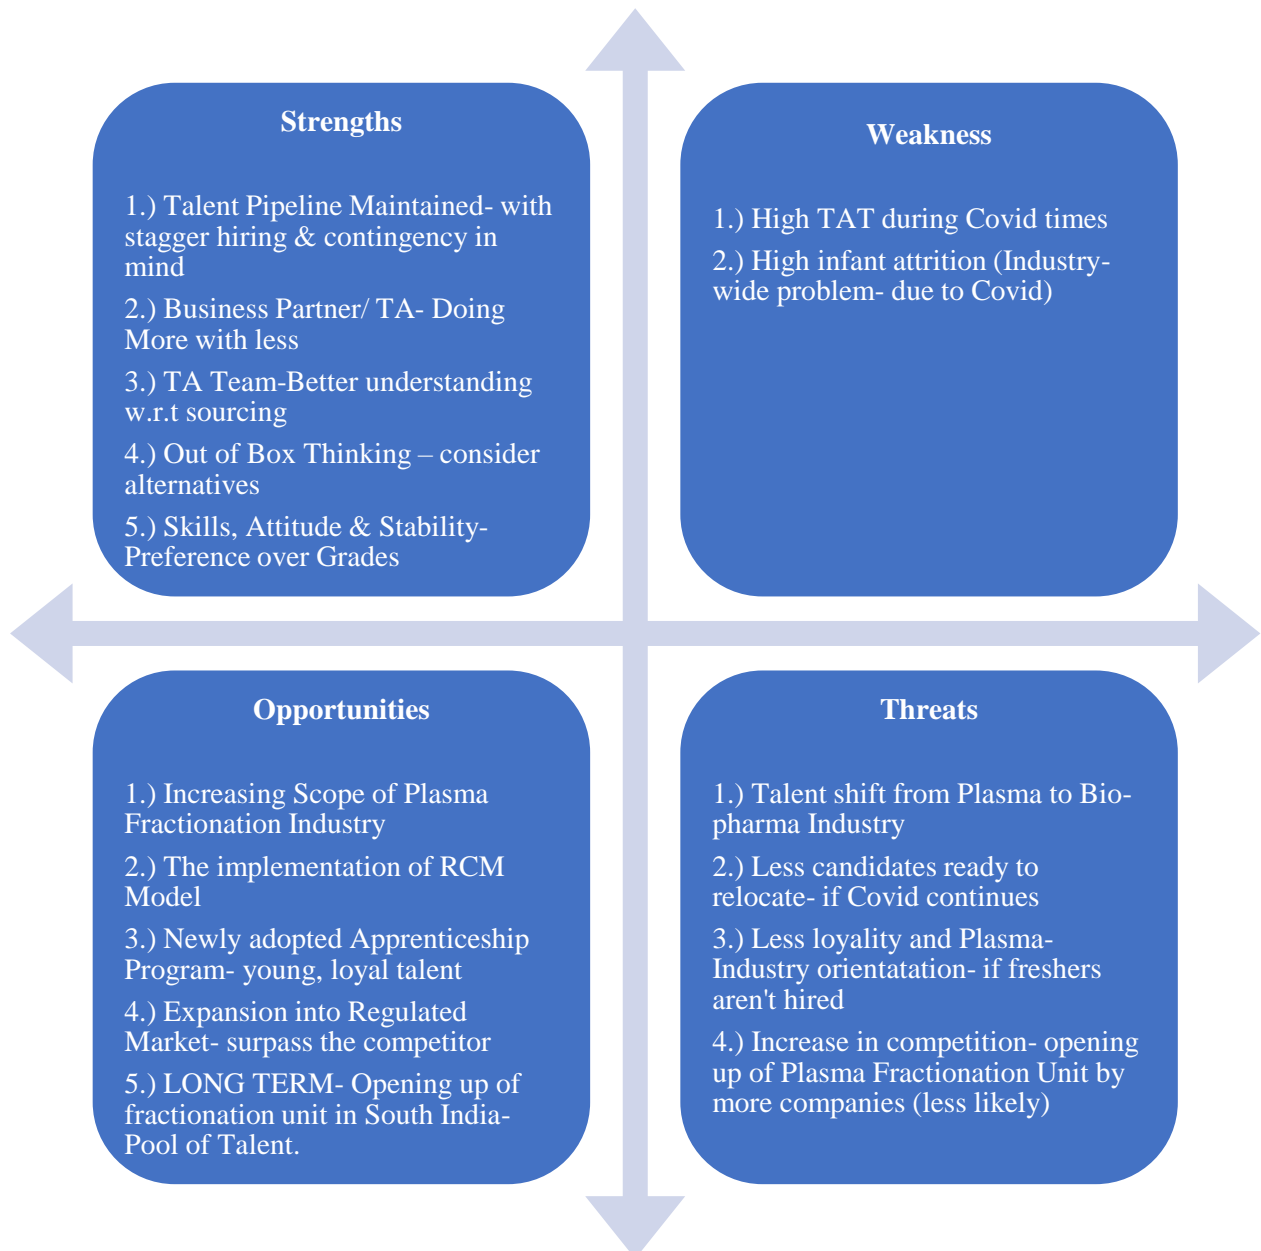 Strengths
1.) Talent Pipeline Maintained- with
stagger hiring & contingency in
mind
2.) Business Partner/ TA- Doing
More with less
3.) TA Team-Better understanding
w.r.t sourcing
4.) Out of Box Thinking – consider
alternatives
5.) Skills, Attitude & Stability-
Preference over Grades
Weakness
1.) High TAT during Covid times
2.) High infant attrition (Industry-
wide problem- due to Covid)
Opportunities
1.) Increasing Scope of Plasma
Fractionation Industry
2.) The implementation of RCM
Model
3.) Newly adopted Apprenticeship
Program- young, loyal talent
4.) Expansion into Regulated
Market- surpass the competitor
5.) LONG TERM- Opening up of
fractionation unit in South India-
Pool of Talent.
Threats
1.) Talent shift from Plasma to Bio-
pharma Industry
2.) Less candidates ready to
relocate- if Covid continues
3.) Less loyality and Plasma-
Industry orientatation- if freshers
aren't hired
4.) Increase in competition- opening
up of Plasma Fractionation Unit by
more companies (less likely)